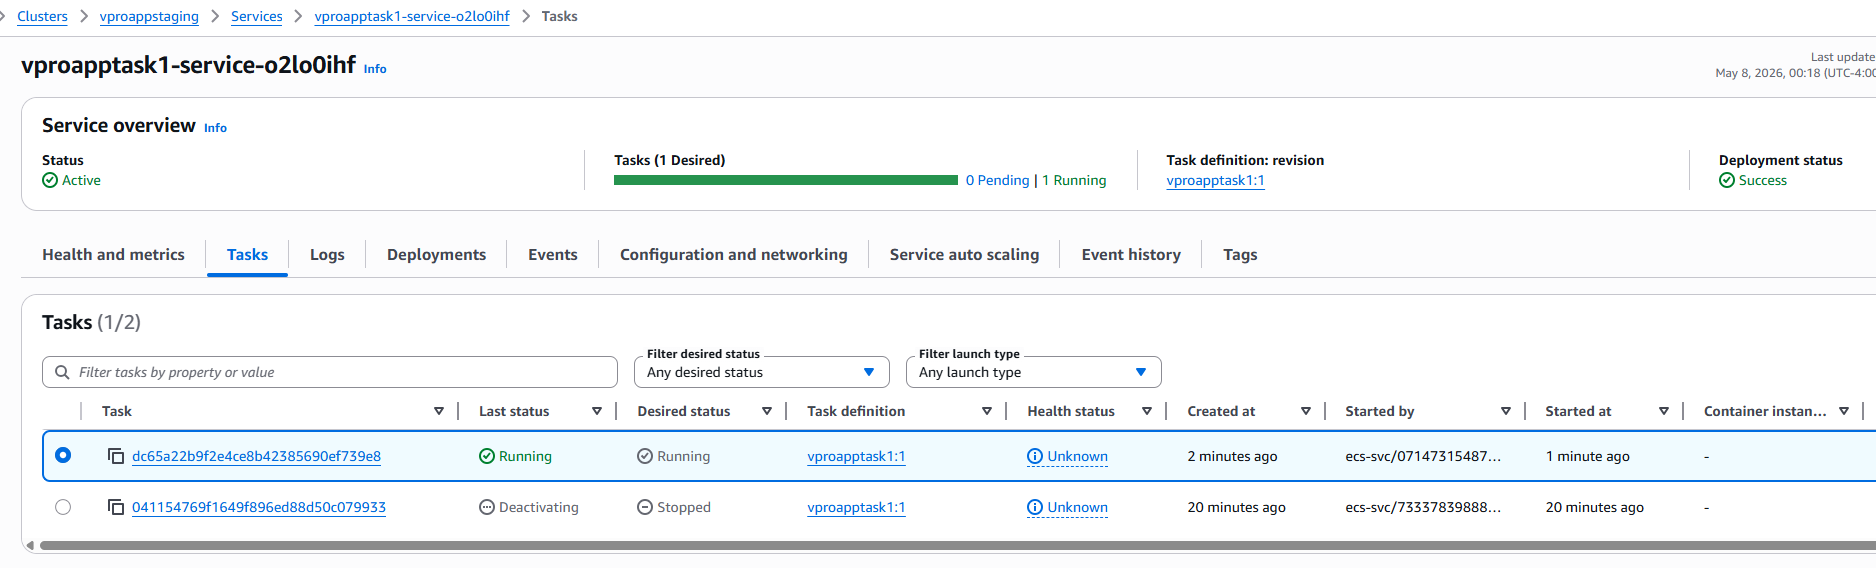 Clusters > vproappstaging > Services > vproapptask1-service-o2lo0ihf > Tasks
vproapptask1-service-o2lo0ihf Info
Last update
May 8, 2026, 00:18 (UTC-4:00
Service overview Info
Status
Active
Tasks (1 Desired)
0 Pending | 1 Running
Task definition: revision
vproapptask1:1
Deployment status
Success
Health and metrics Tasks Logs Deployments Events Configuration and networking Service auto scaling Event history Tags
Tasks (1/2)
Filter tasks by property or value
Filter desired status
Any desired status
Filter launch type
Any launch type
Task Last status Desired status Task definition Health status Created at Started by Started at Container instan...
dc65a22b9f2e4ce8b42385690ef739e8 Running Running vproapptask1:1 Unknown 2 minutes ago ecs-svc/07147315487... 1 minute ago -
041154769f1649f896ed88d50c079933 Deactivating Stopped vproapptask1:1 Unknown 20 minutes ago ecs-svc/73337839888... 20 minutes ago -